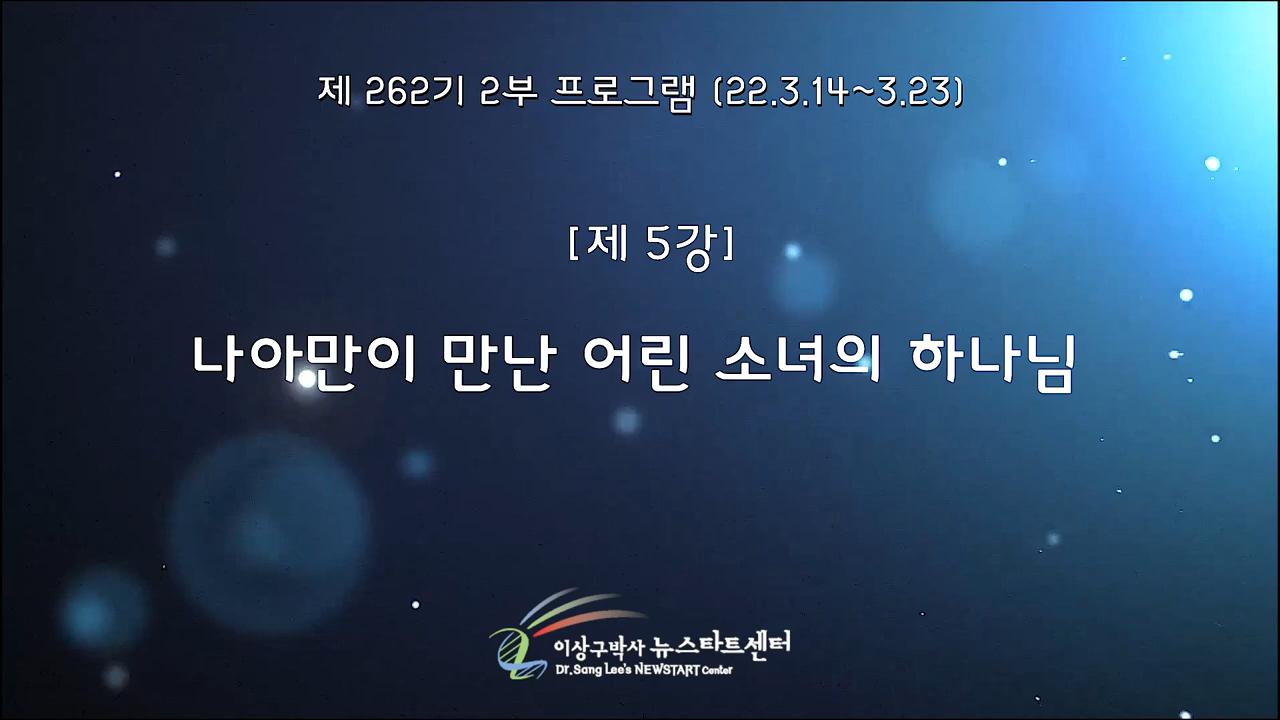 제 262기 2부 프로그램 (22.3.14~3.23)
[제 5강]
나아만이 만난 어린 소녀의 하나님
이상구박사 뉴스타트센터
Dr.Sang Lee's NEWSTART Center